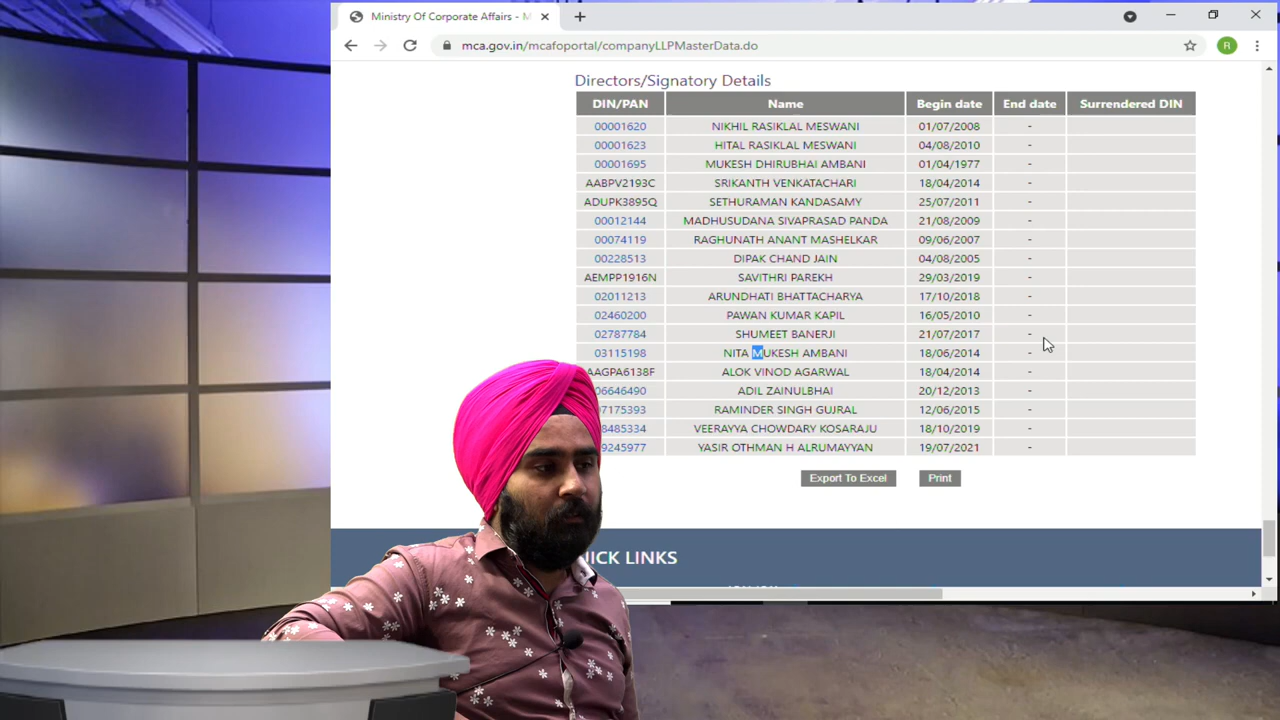 Ministry Of Corporate Affairs - M
mca.gov.in/mcafoportal/companyLLPMasterData.do
R
Directors/Signatory Details
DIN/PAN Name Begin date End date Surrendered DIN
00001620 NIKHIL RASIKLAL MESWANI 01/07/2008 -
00001623 HITAL RASIKLAL MESWANI 04/08/2010 -
00001695 MUKESH DHIRUBHAI AMBANI 01/04/1977 -
AABPV2193C SRIKANTH VENKATACHARI 18/04/2014 -
ADUPK3895Q SETHURAMAN KANDASAMY 25/07/2011 -
00012144 MADHUSUDANA SIVAPRASAD PANDA 21/08/2009 -
00074119 RAGHUNATH ANANT MASHELKAR 09/06/2007 -
00228513 DIPAK CHAND JAIN 04/08/2005 -
AEMPP1916N SAVITHRI PAREKH 29/03/2019 -
02011213 ARUNDHATI BHATTACHARYA 17/10/2018 -
02460200 PAWAN KUMAR KAPIL 16/05/2010 -
02787784 SHUMEET BANERJI 21/07/2017 -
03115198 NITA MUKESH AMBANI 18/06/2014 -
AAGPA6138F ALOK VINOD AGARWAL 18/04/2014 -
06646490 ADIL ZAINULBHAI 20/12/2013 -
7175393 RAMINDER SINGH GUJRAL 12/06/2015 -
8485334 VEERAYYA CHOWDARY KOSARAJU 18/10/2019 -
9245977 YASIR OTHMAN H ALRUMAYYAN 19/07/2021 -
Export To Excel Print
ICK LINKS